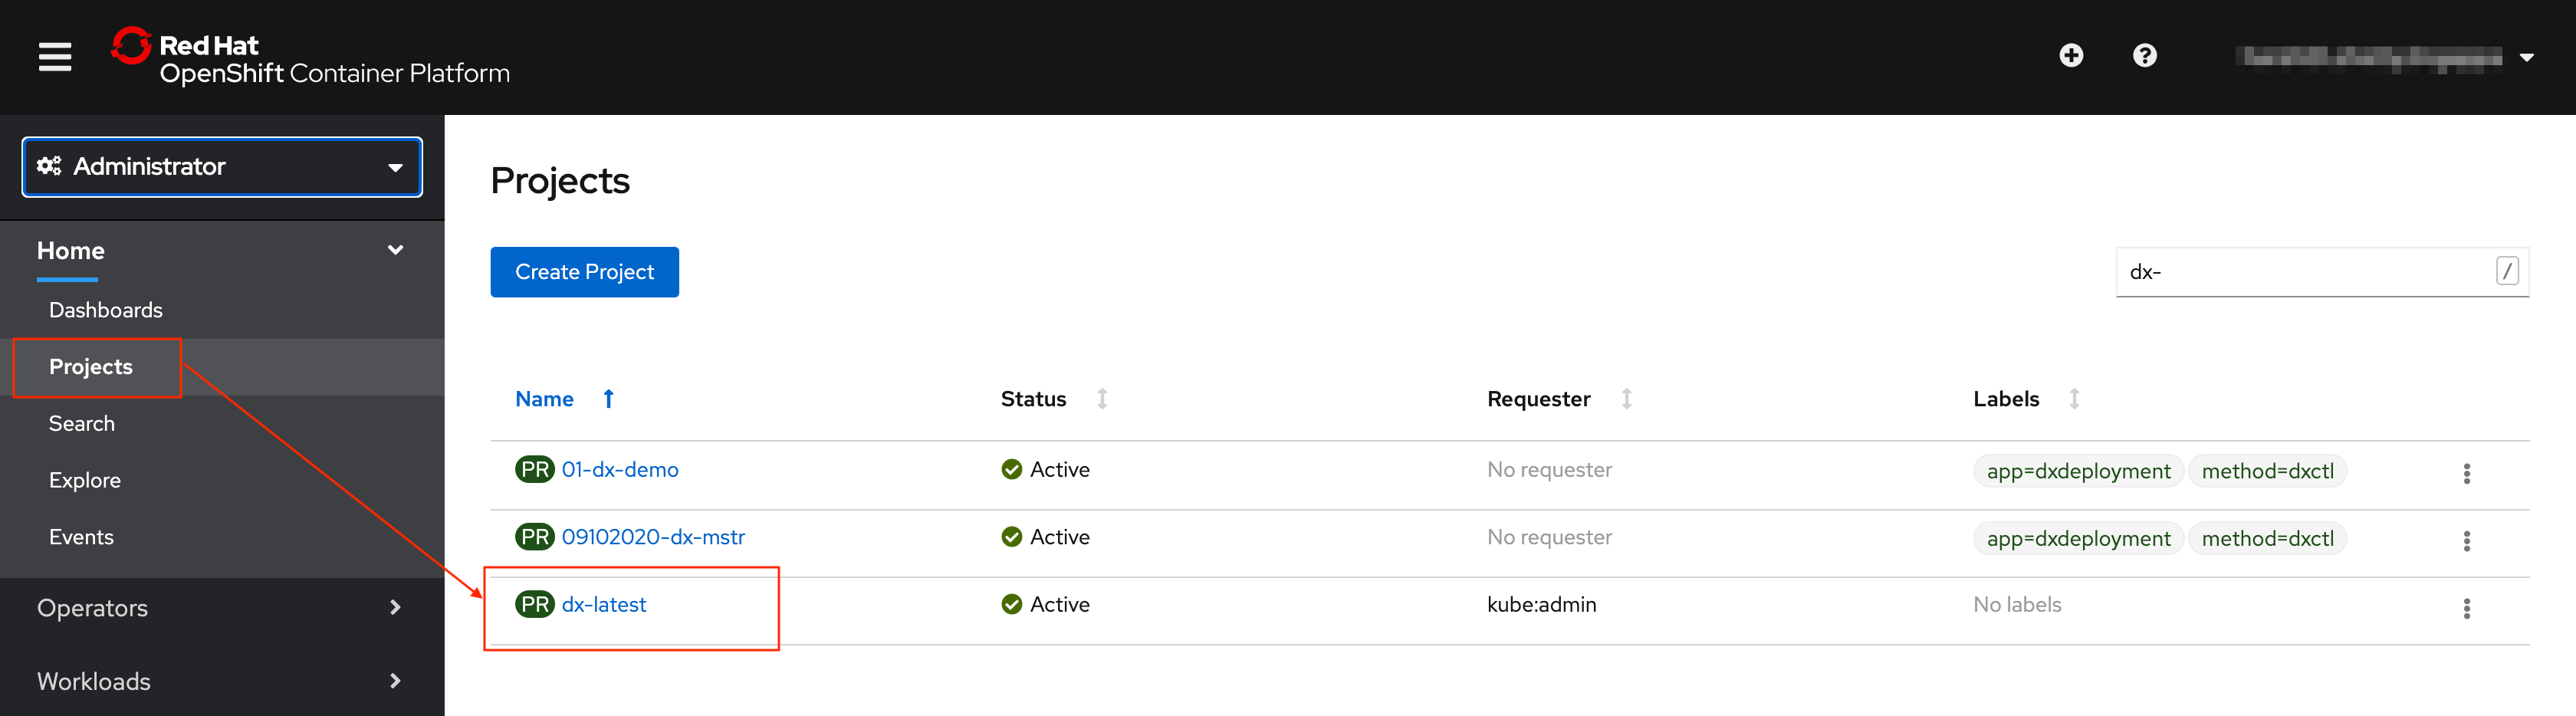 Red Hat
OpenShift Container Platform
Administrator
Home
Dashboards
Projects
Search
Explore
Events
Operators
Workloads
Projects
Create Project
dx- /
Name Status Requester Labels
PR 01-dx-demo Active No requester app=dxdeployment method=dxctl
PR 09102020-dx-mstr Active No requester app=dxdeployment method=dxctl
PR dx-latest Active kube:admin No labels